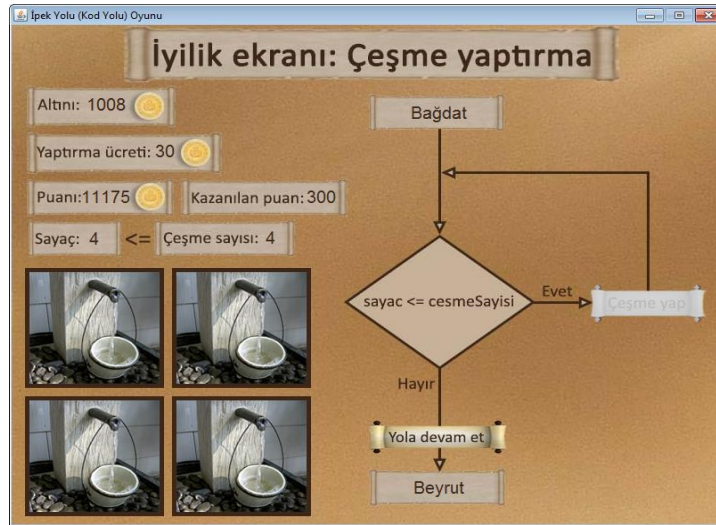 İpek Yolu (Kod Yolu) Oyunu
İyilik ekranı: Çeşme yaptırma
Altını: 1008
Yaptırma ücreti: 30
Puanı:11175
Kazanılan puan: 300
Sayaç: 4
<=
Çeşme sayısı: 4
Bağdat
sayac <= cesmeSayisi
Evet
Çeşme yap
Hayır
Yola devam et
Beyrut